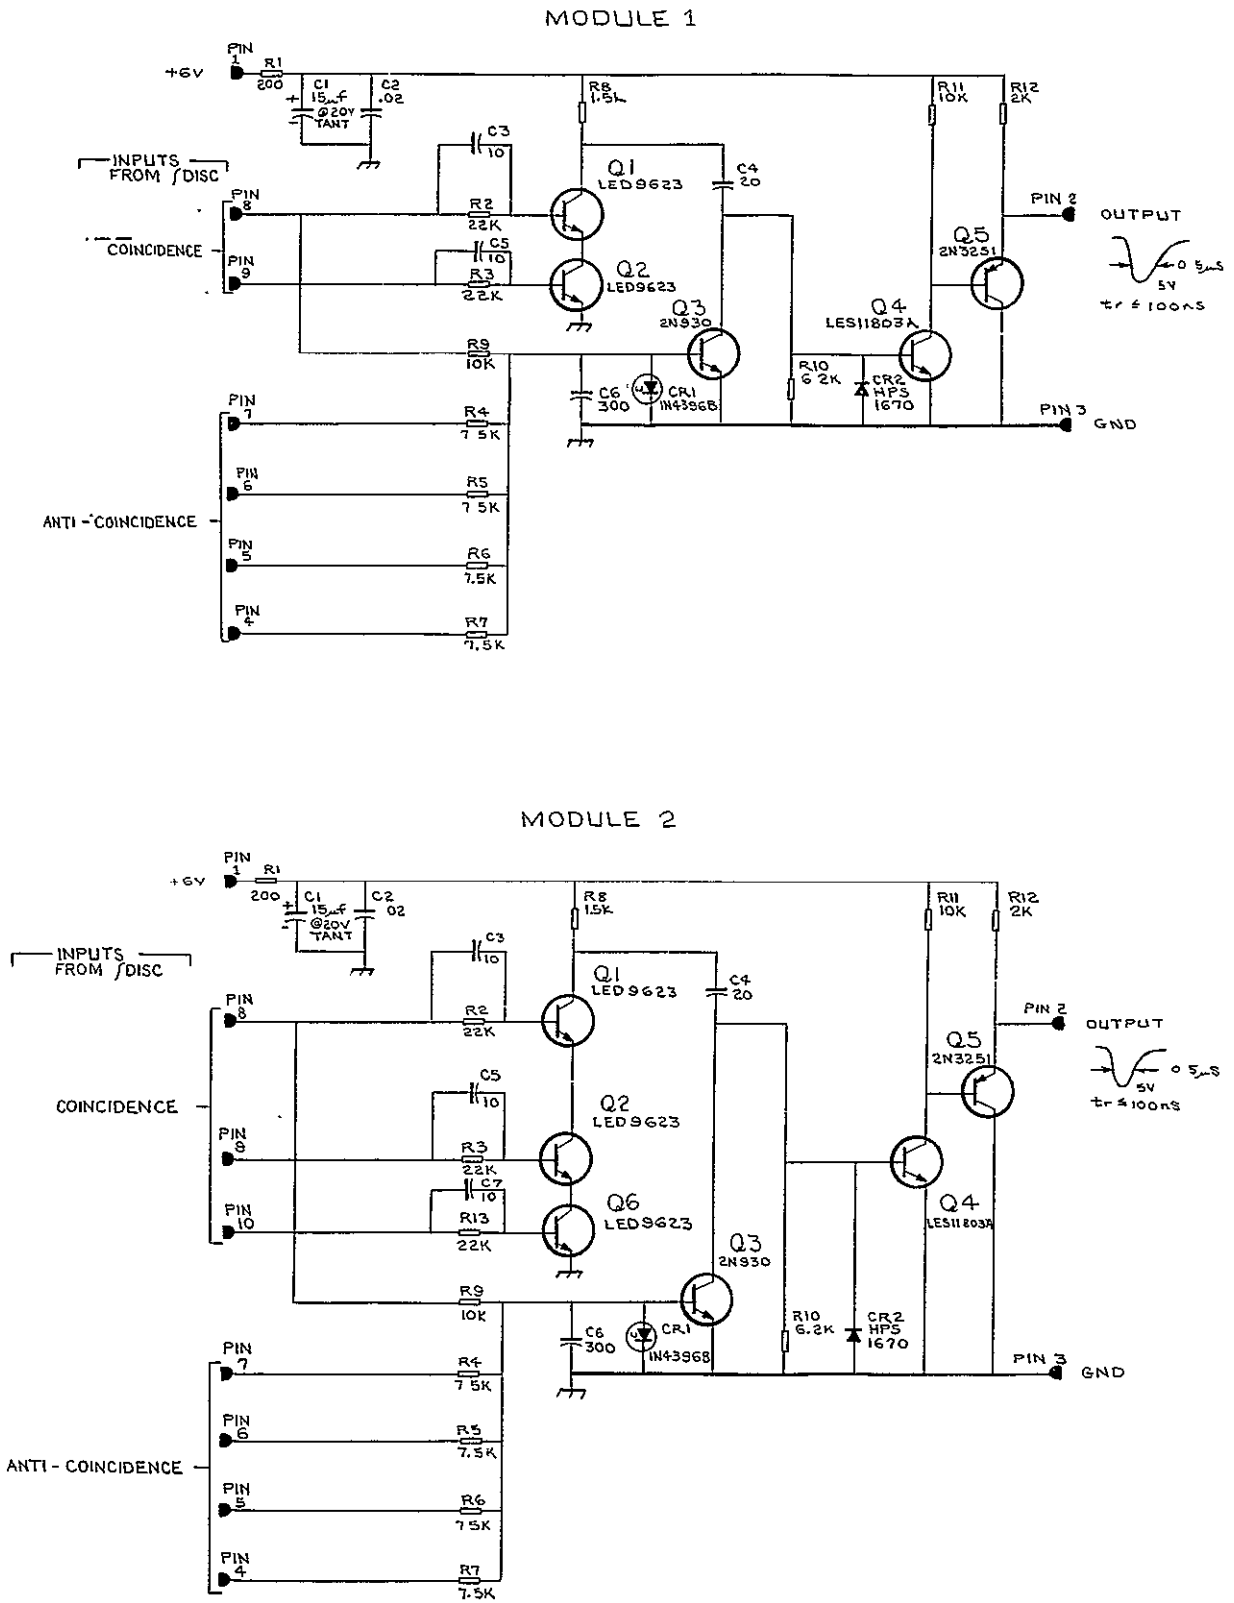 MODULE 1
PIN
1
+6V
R1
200
C1
15µf
@20V
TANT
+
-
C2
.02
R8
1.5k
R11
10K
R12
2K
INPUTS
FROM ∫DISC
C3
10
Q1
LED9623
C4
20
PIN
8
R2
22K
PIN 2
OUTPUT
COINCIDENCE
C5
10
PIN
9
R3
22K
Q2
LED9623
Q5
2N3251
0 5µs
5V
tr ≤ 100ns
Q3
2N930
Q4
LES11803A
R9
10K
R10
6 2K
C6
300
CR1
IN4396B
CR2
HPS
1670
PIN
7
R4
7 5K
PIN 3
GND
PIN
6
R5
7 5K
ANTI - COINCIDENCE
PIN
5
R6
7.5K
PIN
4
R7
7.5K
MODULE 2
PIN
1
+6V
R1
200
C1
15µf
@20V
TANT
+
-
C2
02
R8
1.5K
R11
10K
R12
2K
INPUTS
FROM ∫DISC
C3
10
Q1
LED9623
C4
20
PIN
8
R2
22K
PIN 2
OUTPUT
Q5
2N3251
0 5µs
5V
tr ≤ 100ns
COINCIDENCE
C5
10
Q2
LED9623
PIN
9
R3
22K
C7
10
Q6
LED9623
Q4
LES11803A
PIN
10
R13
22K
Q3
2N930
R9
10K
C6
300
CR1
IN4396B
R10
6.2K
CR2
HPS
1670
PIN
7
R4
7 5K
PIN 3
GND
PIN
6
R5
7.5K
ANTI - COINCIDENCE
PIN
5
R6
7 5K
PIN
4
R7
7.5K